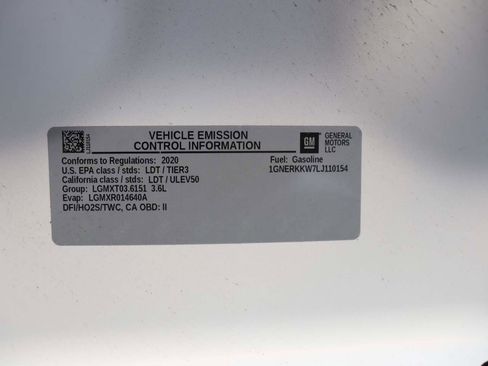 LJ110154
VEHICLE EMISSION
CONTROL INFORMATION
GM
GENERAL
MOTORS
LLC
Conforms to Regulations: 2020
Fuel: Gasoline
U.S. EPA class / stds: LDT / TIER3
1GNERKKW7LJ110154
California class / stds: LDT / ULEV50
Group: LGMXT03.6151 3.6L
Evap: LGMXR014640A
DFI/HO2S/TWC, CA OBD: II